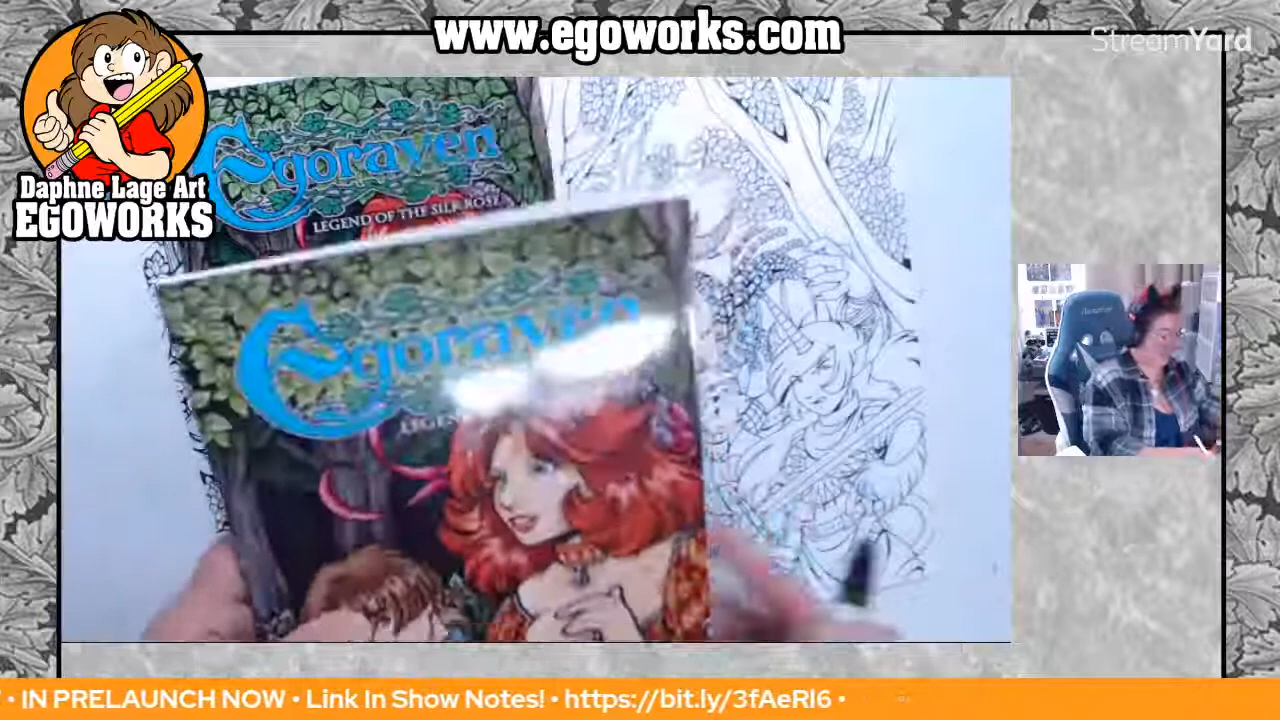 www.egoworks.com
StreamYard
Daphne Lage Art
EGOWORKS
Egoraven
LEGEND OF THE SILK ROSE
Egoraven
• IN PRELAUNCH NOW • Link In Show Notes! • https://bit.ly/3fAeRl6 •